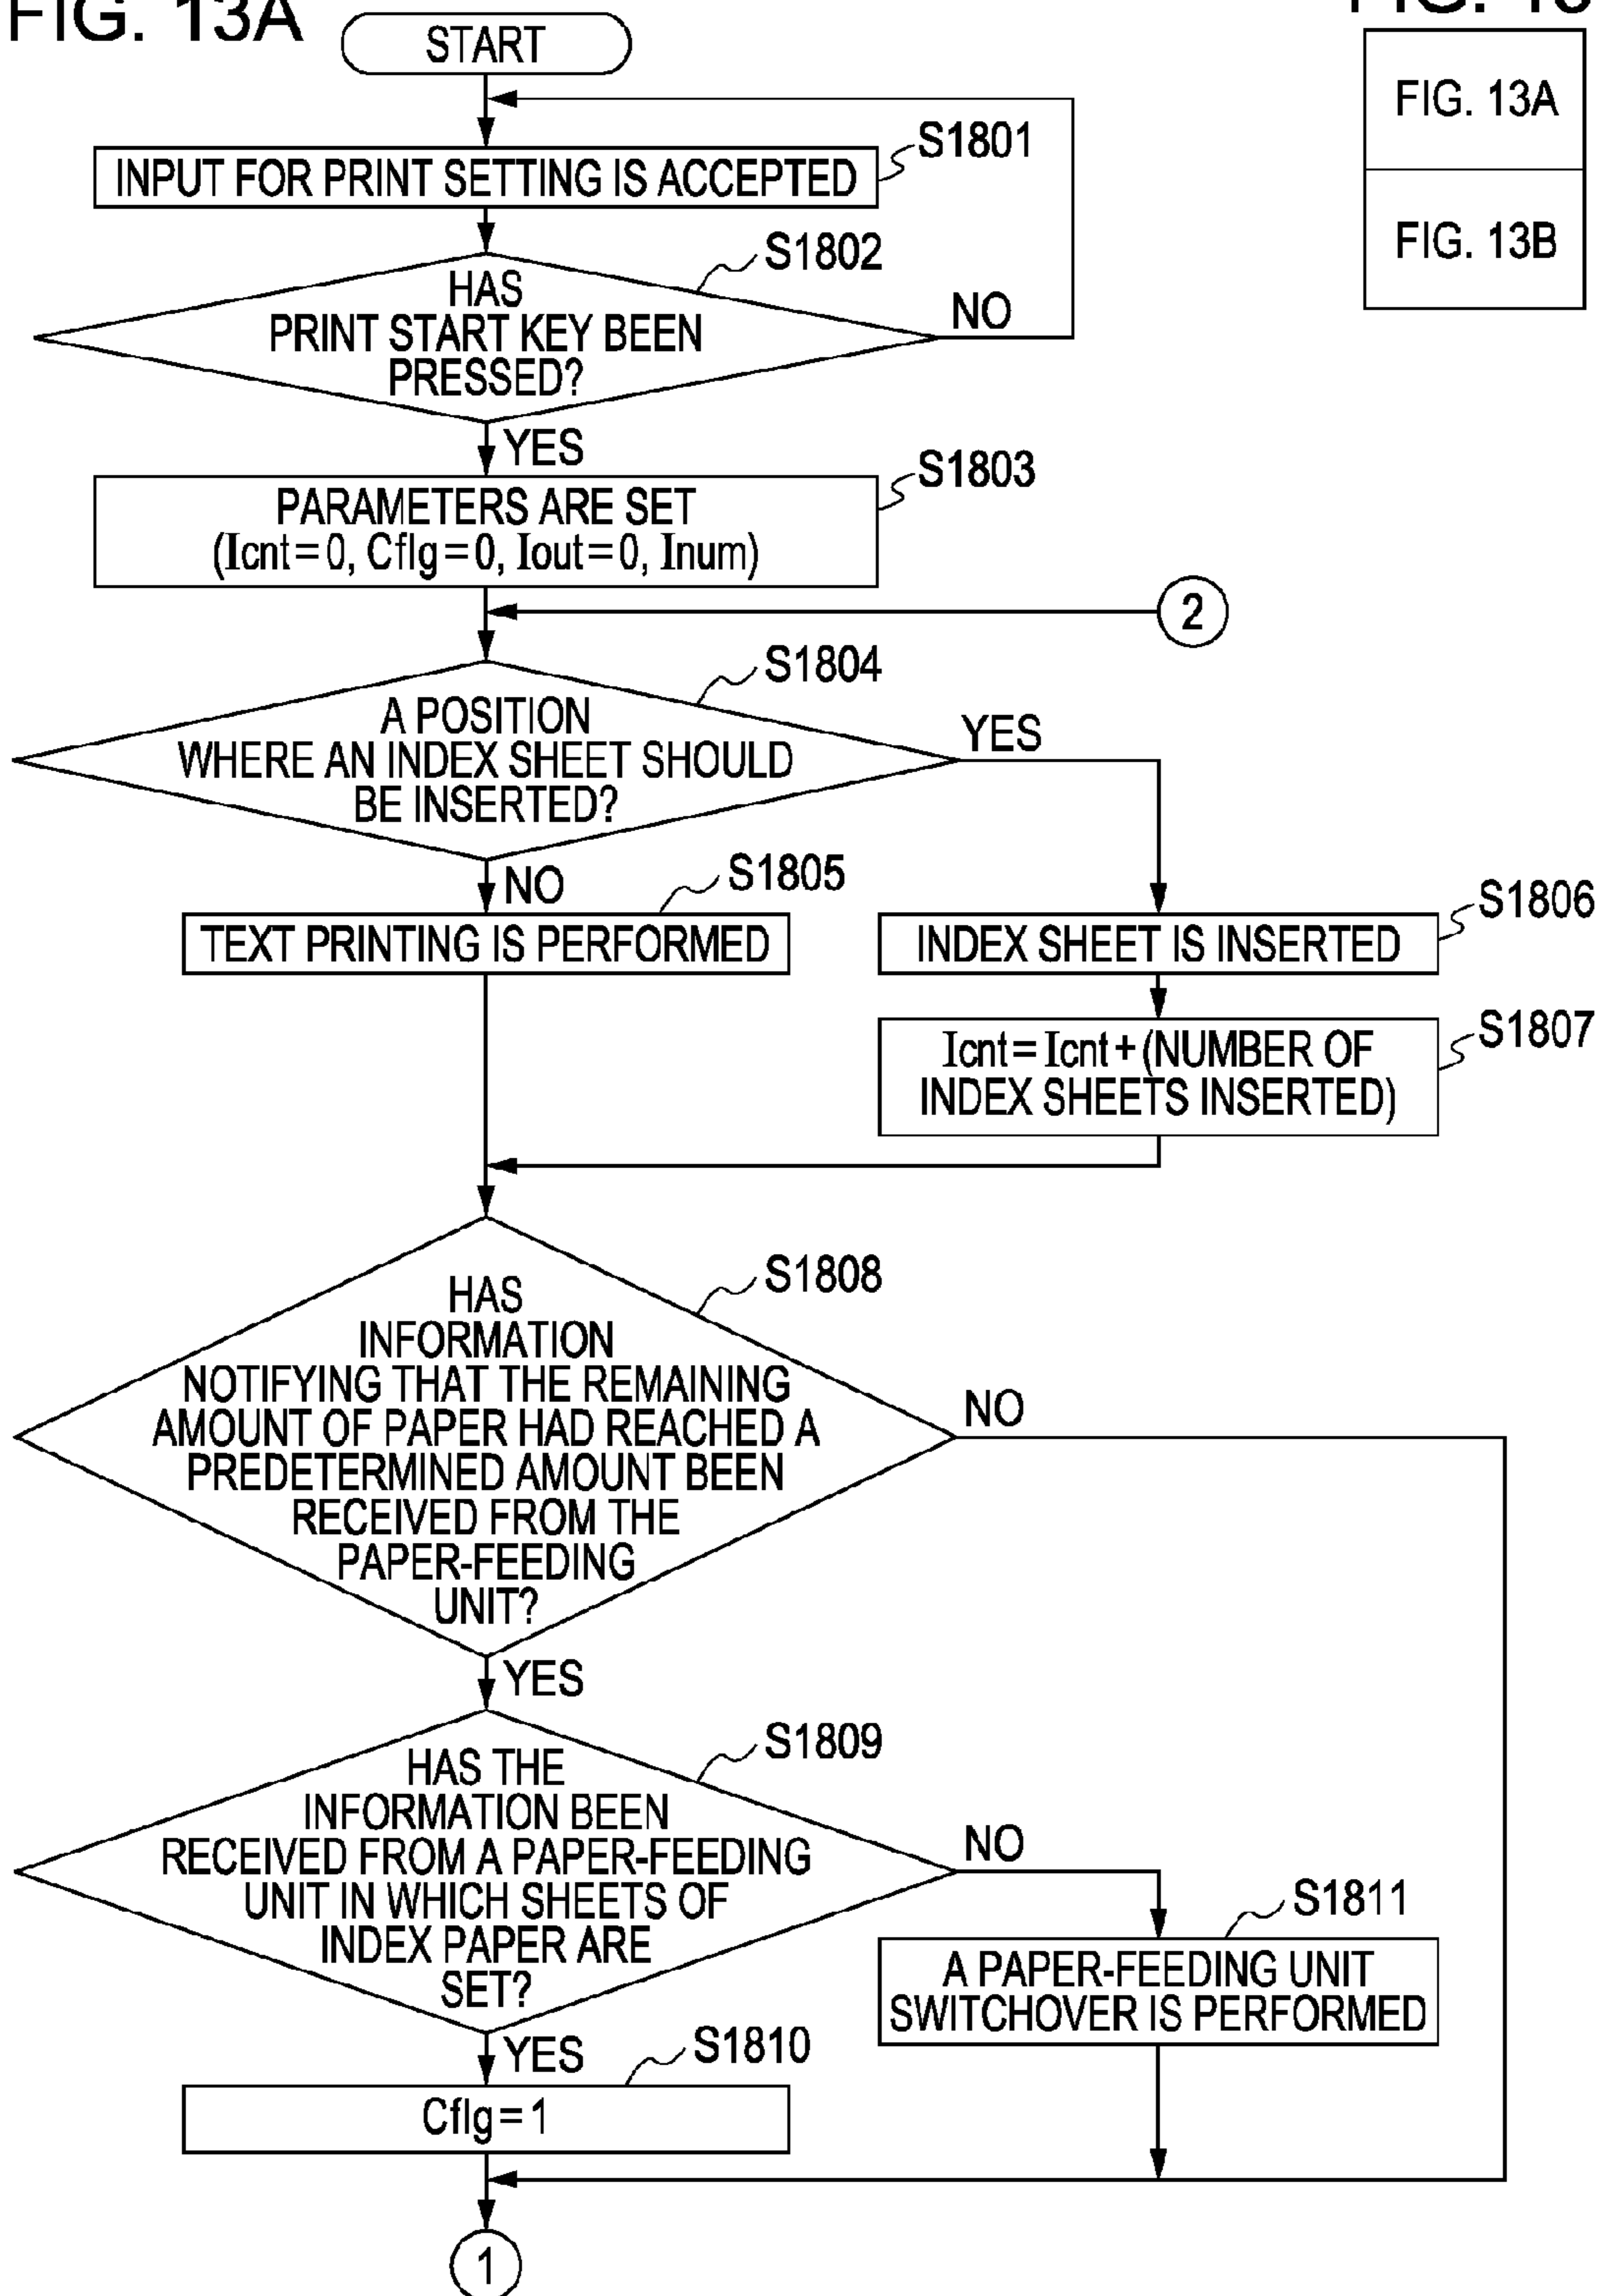 FIG. 13A
START
INPUT FOR PRINT SETTING IS ACCEPTED
S1801
HAS
PRINT START KEY BEEN
PRESSED?
S1802
NO
YES
PARAMETERS ARE SET
(Icnt=0, Cflg=0, Iout=0, Inum)
S1803
2
A POSITION
WHERE AN INDEX SHEET SHOULD
BE INSERTED?
S1804
YES
NO
TEXT PRINTING IS PERFORMED
S1805
INDEX SHEET IS INSERTED
S1806
Icnt=Icnt+(NUMBER OF
INDEX SHEETS INSERTED)
S1807
HAS
INFORMATION
NOTIFYING THAT THE REMAINING
AMOUNT OF PAPER HAD REACHED A
PREDETERMINED AMOUNT BEEN
RECEIVED FROM THE
PAPER-FEEDING
UNIT?
S1808
NO
YES
HAS THE
INFORMATION BEEN
RECEIVED FROM A PAPER-FEEDING
UNIT IN WHICH SHEETS OF
INDEX PAPER ARE
SET?
S1809
NO
A PAPER-FEEDING UNIT
SWITCHOVER IS PERFORMED
S1811
YES
Cflg=1
S1810
1
FIG. 13
FIG. 13A
FIG. 13B